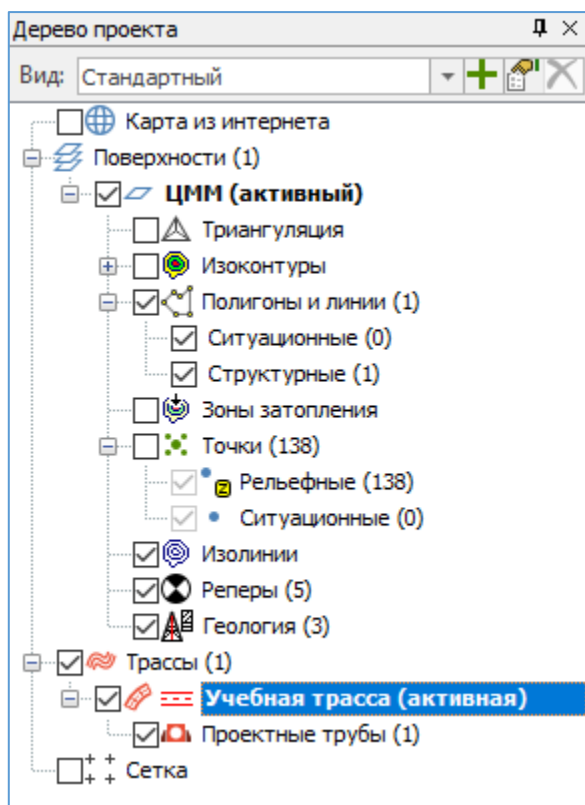 Дерево проекта
Вид: Стандартный
Карта из интернета
Поверхности (1)
ЦММ (активный)
Триангуляция
Изоконтуры
Полигоны и линии (1)
Ситуационные (0)
Структурные (1)
Зоны затопления
Точки (138)
Z Рельефные (138)
Ситуационные (0)
Изолинии
Реперы (5)
Геология (3)
Трассы (1)
Учебная трасса (активная)
Проектные трубы (1)
Сетка